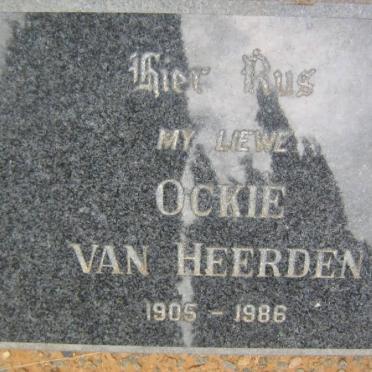 Hier Rus
MY LIEWE
OCKIE
VAN HEERDEN
1905 - 1986